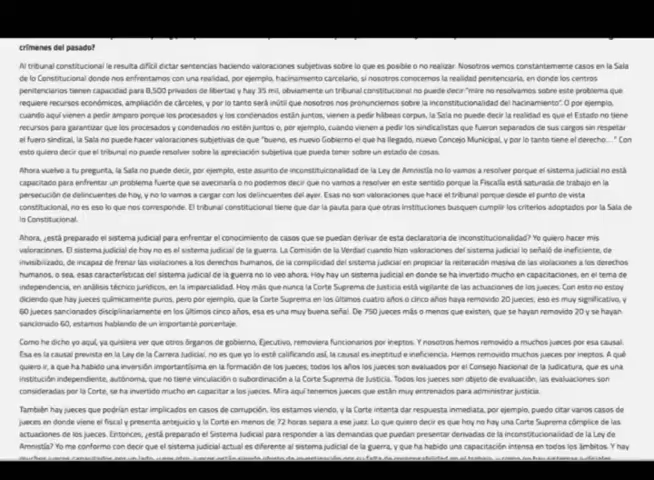 crímenes del pasado?
Al tribunal constitucional le resulta difícil dictar sentencias haciendo valoraciones subjetivas sobre lo que es posible o no realizar. Nosotros vemos constantemente casos en la Sala
de lo Constitucional donde nos enfrentamos con una realidad, por ejemplo, hacinamiento carcelario, si nosotros conocemos la realidad penitenciaria, en donde los centros
penitenciarios tienen capacidad para 8,500 privados de libertad y hay 35 mil, obviamente un tribunal constitucional no puede decir "mire no resolvamos sobre este problema que
requiere recursos económicos, ampliación de cárceles, y por lo tanto será inútil que nosotros nos pronunciemos sobre la inconstitucionalidad del hacinamiento". O por ejemplo,
cuando aquí vienen a pedir amparo porque los procesados y los condenados están juntos, vienen a pedir hábeas corpus, la Sala no puede decir la realidad es que el Estado no tiene
recursos para garantizar que los procesados y condenados no estén juntos o, por ejemplo, cuando vienen a pedir los sindicalistas que fueron separados de sus cargos sin respetar
el fuero sindical, la Sala no puede hacer valoraciones subjetivas de que "bueno, es nuevo Gobierno el que ha llegado, nuevo Concejo Municipal, y por lo tanto tiene el derecho..." Con
esto quiero decir que el tribunal no puede resolver sobre la apreciación subjetiva que pueda tener sobre un estado de cosas.
Ahora vuelvo a tu pregunta, la Sala no puede decir, por ejemplo, este asunto de inconstitucionalidad de la Ley de Amnistía no lo vamos a resolver porque el sistema judicial no está
capacitado para enfrentar un problema fuerte que se avecinaría o no podemos decir que no vamos a resolver en este sentido porque la Fiscalía está saturada de trabajo en la
persecución de delincuentes de hoy, y no lo vamos a cargar con los delincuentes del ayer. Esas no son valoraciones que hace el tribunal porque desde el punto de vista
constitucional, no es eso lo que nos corresponde. El tribunal constitucional tiene que dar la pauta para que otras instituciones busquen cumplir los criterios adoptados por la Sala de
lo Constitucional.
Ahora, ¿está preparado el sistema judicial para enfrentar el conocimiento de casos que se puedan derivar de esta declaratoria de inconstitucionalidad? Yo quiero hacer mis
valoraciones. El sistema judicial de hoy no es el sistema judicial de la guerra. La Comisión de la Verdad cuando hizo valoraciones del sistema judicial lo señaló de ineficiente, de
invisibilizado, de incapaz de frenar las violaciones a los derechos humanos, de la complicidad del sistema judicial en propiciar la reiteración masiva de las violaciones a los derechos
humanos, o sea, esas características del sistema judicial de la guerra no lo veo ahora. Hoy hay un sistema judicial en donde se ha invertido mucho en capacitaciones, en el tema de
independencia, en análisis técnico jurídicos, en la imparcialidad. Hoy más que nunca la Corte Suprema de Justicia está vigilante de las actuaciones de los jueces. Con esto no estoy
diciendo que hay jueces químicamente puros, pero por ejemplo, que la Corte Suprema en los últimos cuatro años o cinco años haya removido 20 jueces, eso es muy significativo, y
60 jueces sancionados disciplinariamente en los últimos cinco años, esa es una muy buena señal. De 750 jueces más o menos que existen, que se hayan removido 20 y se hayan
sancionado 60, estamos hablando de un importante porcentaje.
Como he dicho yo aquí, ya quisiera ver que otros órganos de gobierno, Ejecutivo, removiera funcionarios por ineptos. Y nosotros hemos removido a muchos jueces por esa causal.
Esa es la causal prevista en la Ley de la Carrera Judicial, no es que yo lo esté calificando así, la causal es ineptitud e ineficiencia. Hemos removido muchos jueces por ineptos. A qué
quiero ir, a que ha habido una inversión importantísima en la formación de los jueces, todos los años los jueces son evaluados por el Consejo Nacional de la Judicatura, que es una
institución independiente, autónoma, que no tiene vinculación o subordinación a la Corte Suprema de Justicia. Todos los jueces son objeto de evaluación, las evaluaciones son
consideradas por la Corte, se ha invertido mucho en capacitar a los jueces. Mira aquí tenemos jueces que están muy entrenados para administrar justicia.
También hay jueces que podrían estar implicados en casos de corrupción, los estamos viendo, y la Corte intenta dar respuesta inmediata, por ejemplo, puedo citar varios casos de
jueces en donde viene el fiscal y presenta antejuicio y la Corte en menos de 72 horas separa a ese juez. Lo que quiero decir es que hoy no hay una Corte Suprema cómplice de las
actuaciones de los jueces. Entonces, ¿está preparado el Sistema Judicial para responder a las demandas que puedan presentar derivadas de la inconstitucionalidad de la Ley de
Amnistía? Yo me conformo con decir que el sistema judicial actual es diferente al sistema judicial de la guerra, y que ha habido una capacitación intensa en todos los ámbitos. Y hay